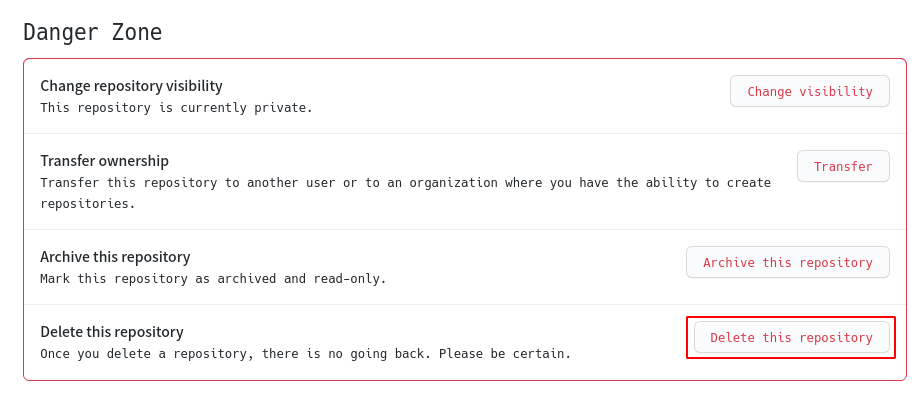 Danger Zone
Change repository visibility
This repository is currently private.
Change visibility
Transfer ownership
Transfer this repository to another user or to an organization where you have the ability to create
repositories.
Transfer
Archive this repository
Mark this repository as archived and read-only.
Archive this repository
Delete this repository
Once you delete a repository, there is no going back. Please be certain.
Delete this repository